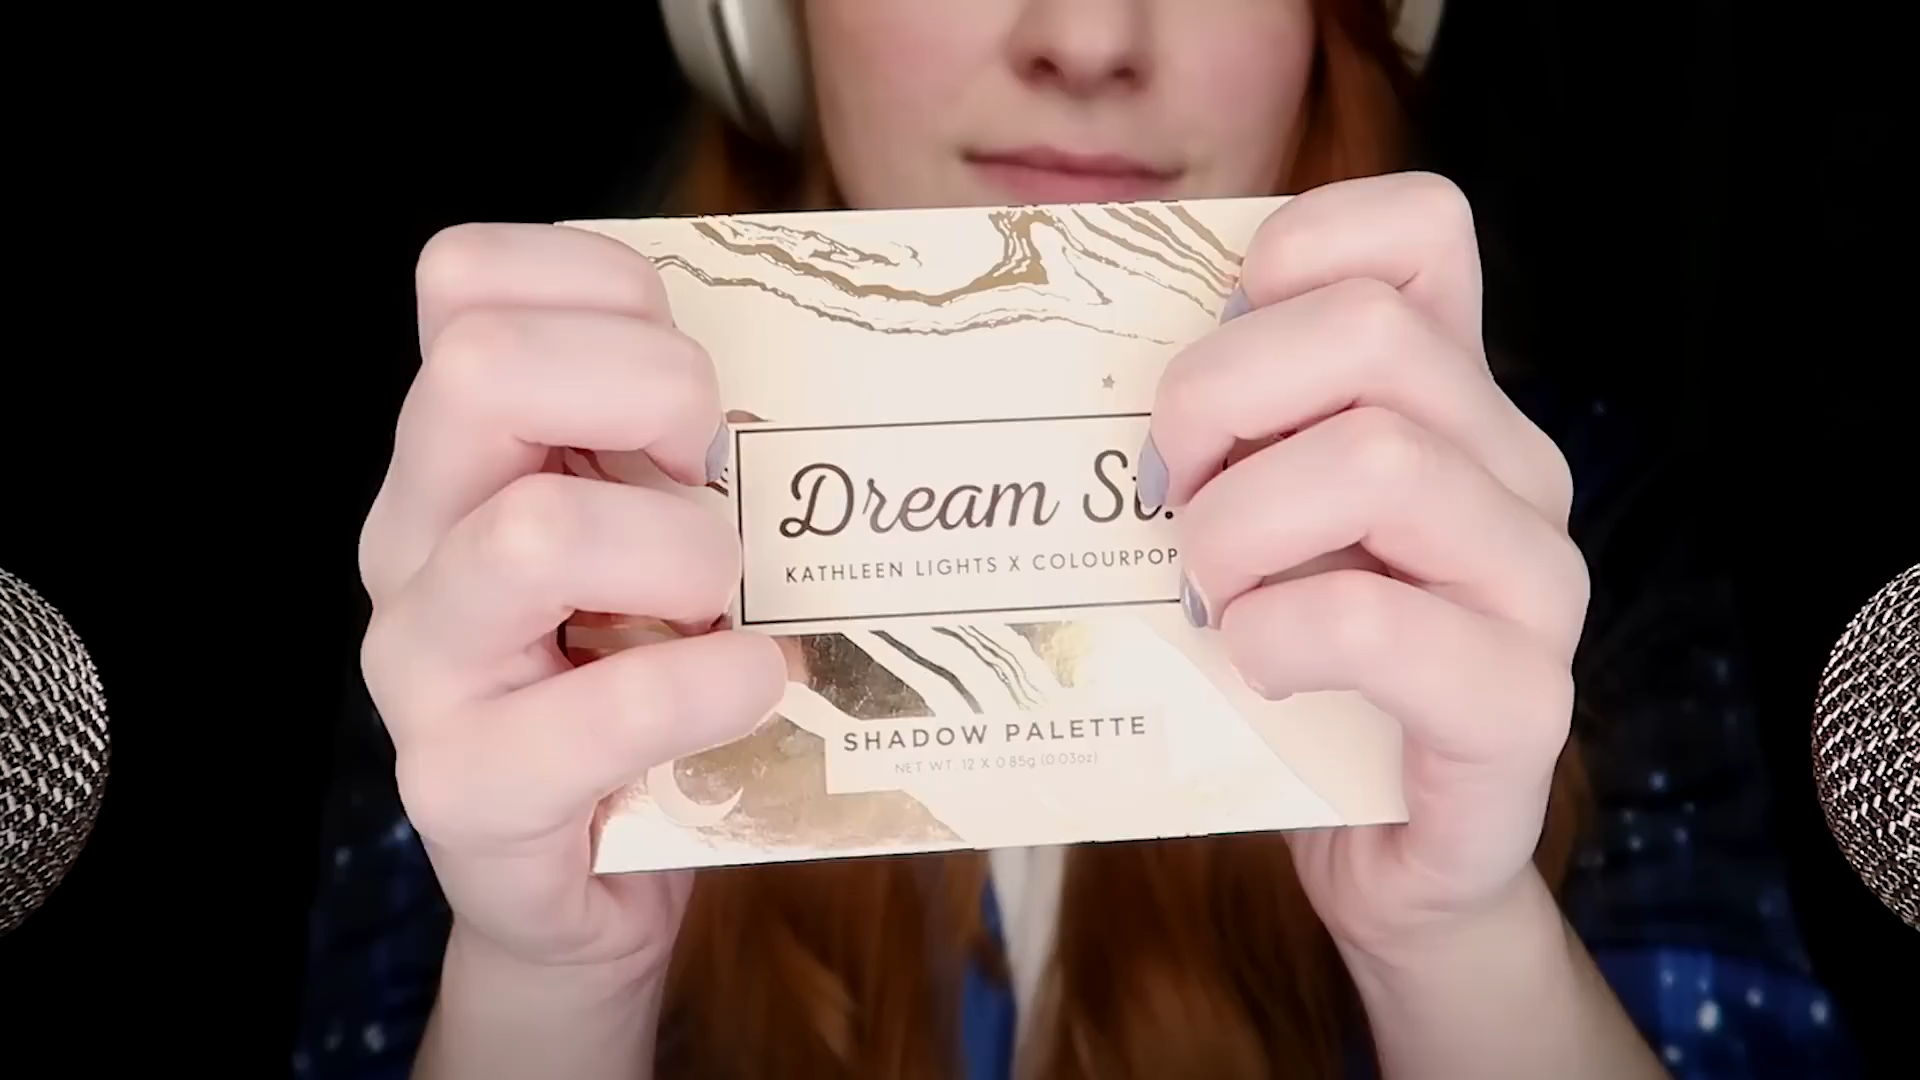 Dream St.
KATHLEEN LIGHTS X COLOURPOP
SHADOW PALETTE
NET WT. 12 X 0.85g (0.03oz)